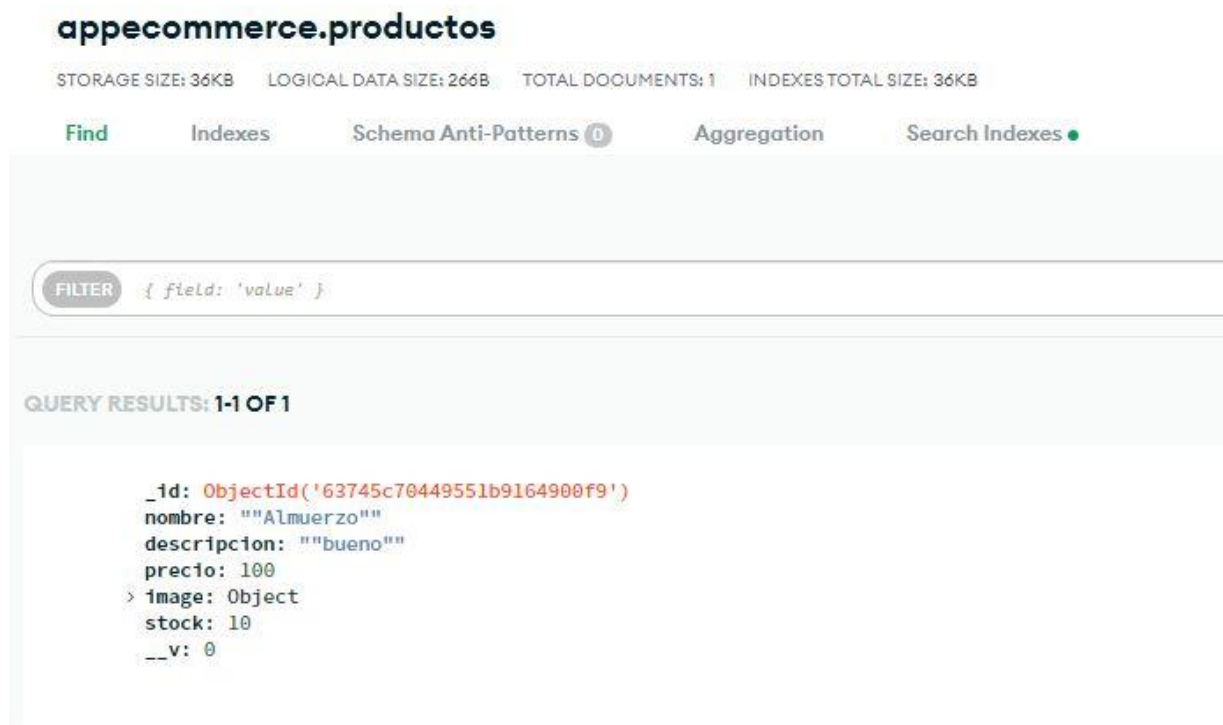 appecommerce.productos
STORAGE SIZE: 36KB LOGICAL DATA SIZE: 266B TOTAL DOCUMENTS: 1 INDEXES TOTAL SIZE: 36KB
Find Indexes Schema Anti-Patterns 0 Aggregation Search Indexes
FILTER { field: 'value' }
QUERY RESULTS: 1-1 OF 1
_id: ObjectId('63745c70449551b9164900f9')
nombre: ""Almuerzo""
descripcion: ""bueno""
precio: 100
> image: Object
stock: 10
__v: 0